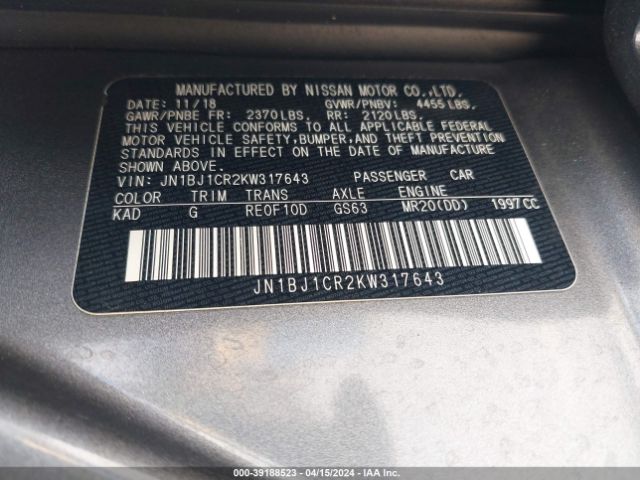 MANUFACTURED BY NISSAN MOTOR CO.,LTD.
DATE: 11/18 GVWR/PNBV: 4455 LBS,
GAWR/PNBE FR: 2370LBS, RR: 2120LBS,
THIS VEHICLE CONFORMS TO ALL APPLICABLE FEDERAL
MOTOR VEHICLE SAFETY,BUMPER,AND THEFT PREVENTION
STANDARDS IN EFFECT ON THE DATE OF MANUFACTURE
SHOWN ABOVE.
VIN: JN1BJ1CR2KW317643 PASSENGER CAR
COLOR TRIM TRANS AXLE ENGINE
KAD G RE0F10D GS63 MR20(DD) 1997CC
JN1BJ1CR2KW317643
000-39188523 - 04/15/2024 - IAA Inc.